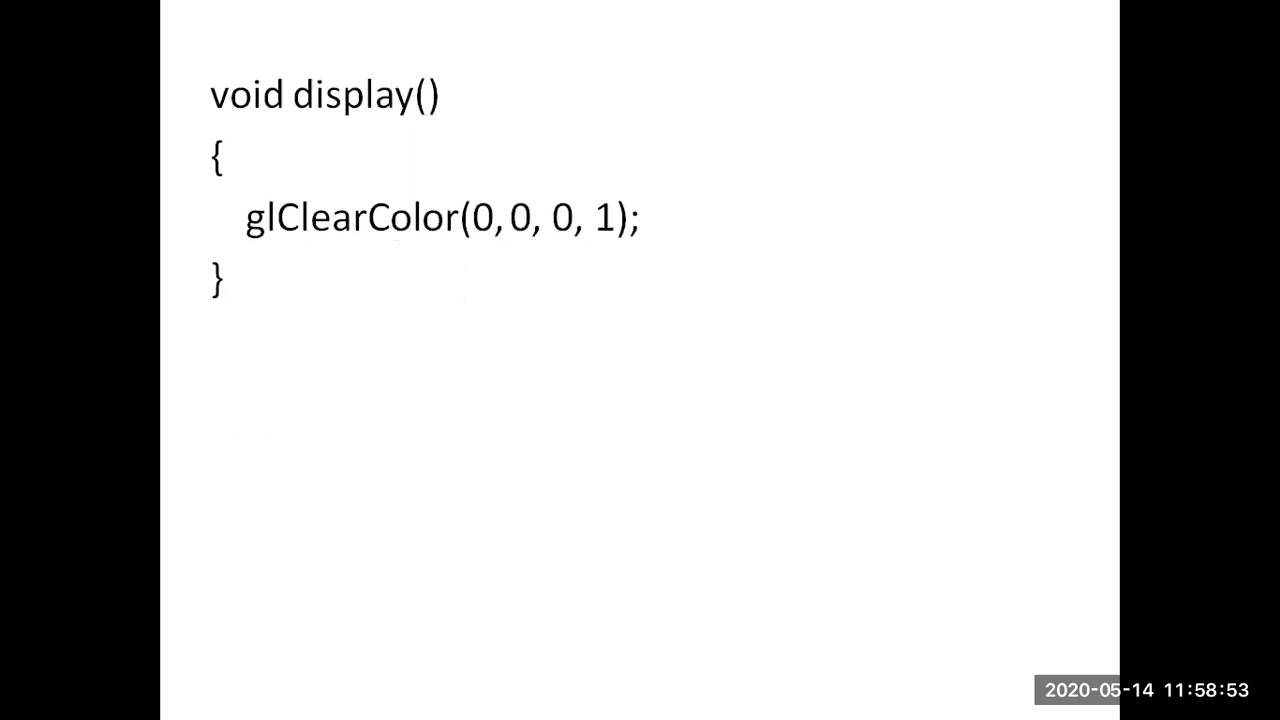 void display()
{
glClearColor(0, 0, 0, 1);
}
2020-05-14 11:58:53